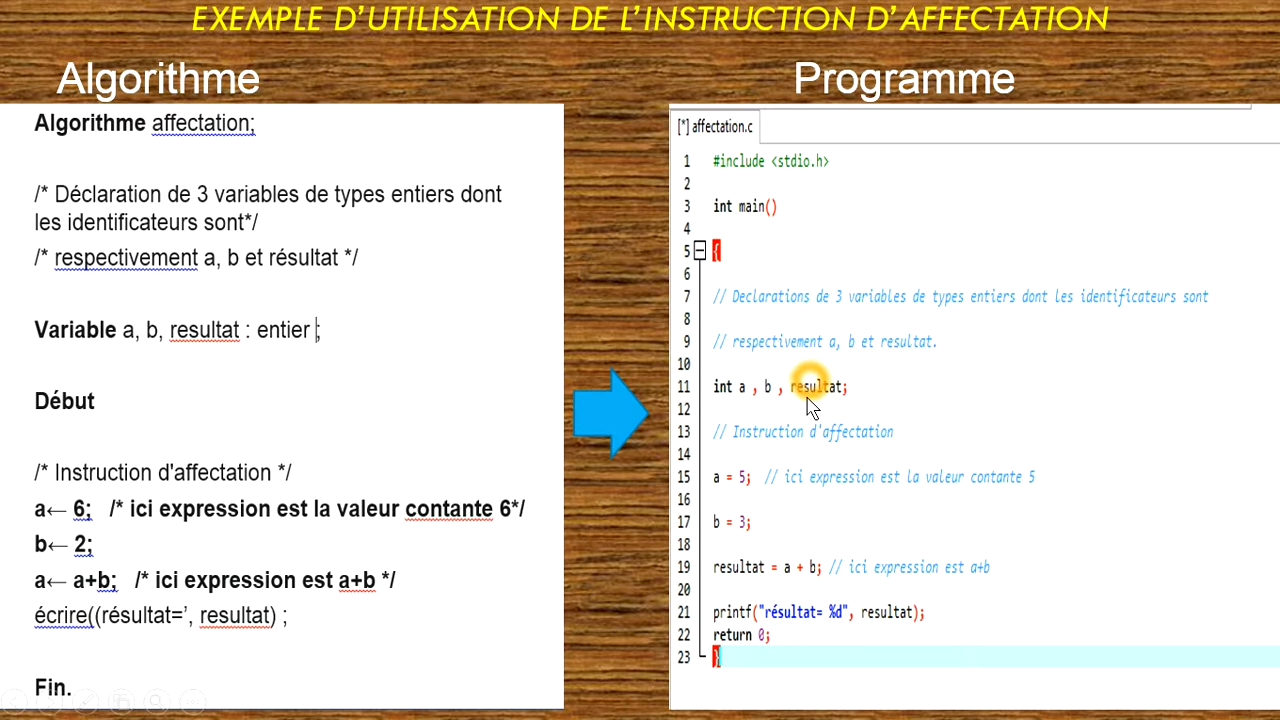 EXEMPLE D’UTILISATION DE L’INSTRUCTION D’AFFECTATION
Algorithme
Algorithme affectation;
/* Déclaration de 3 variables de types entiers dont
les identificateurs sont*/
/* respectivement a, b et résultat */
Variable a, b, resultat : entier ;
Début
/* Instruction d'affectation */
a← 6; /* ici expression est la valeur contante 6*/
b← 2;
a← a+b; /* ici expression est a+b */
écrire((résultat=’, resultat) ;
Fin.
Programme
[*] affectation.c
1 #include <stdio.h>
2
3 int main()
4
5 {
6
7 // Declarations de 3 variables de types entiers dont les identificateurs sont
8
9 // respectivement a, b et resultat.
10
11 int a , b , resultat;
12
13 // Instruction d'affectation
14
15 a = 5; // ici expression est la valeur contante 5
16
17 b = 3;
18
19 resultat = a + b; // ici expression est a+b
20
21 printf("résultat= %d", resultat);
22 return 0;
23 }